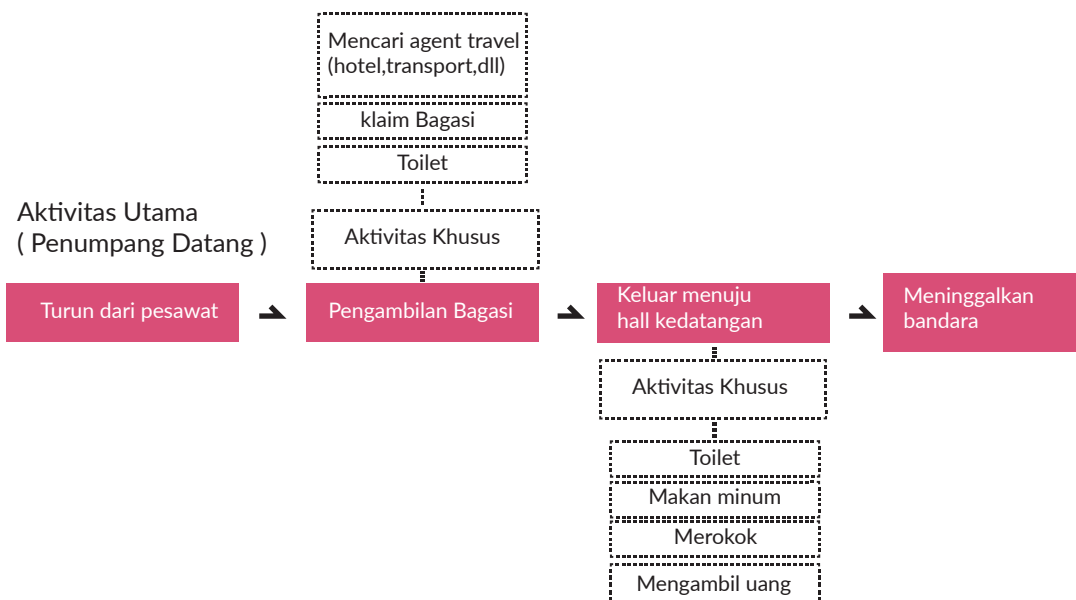 Mencari agent travel
(hotel,transport,dll)
klaim Bagasi
Toilet
Aktivitas Khusus
Aktivitas Utama
( Penumpang Datang )
Turun dari pesawat
Pengambilan Bagasi
Keluar menuju
hall kedatangan
Meninggalkan
bandara
Aktivitas Khusus
Toilet
Makan minum
Merokok
Mengambil uang